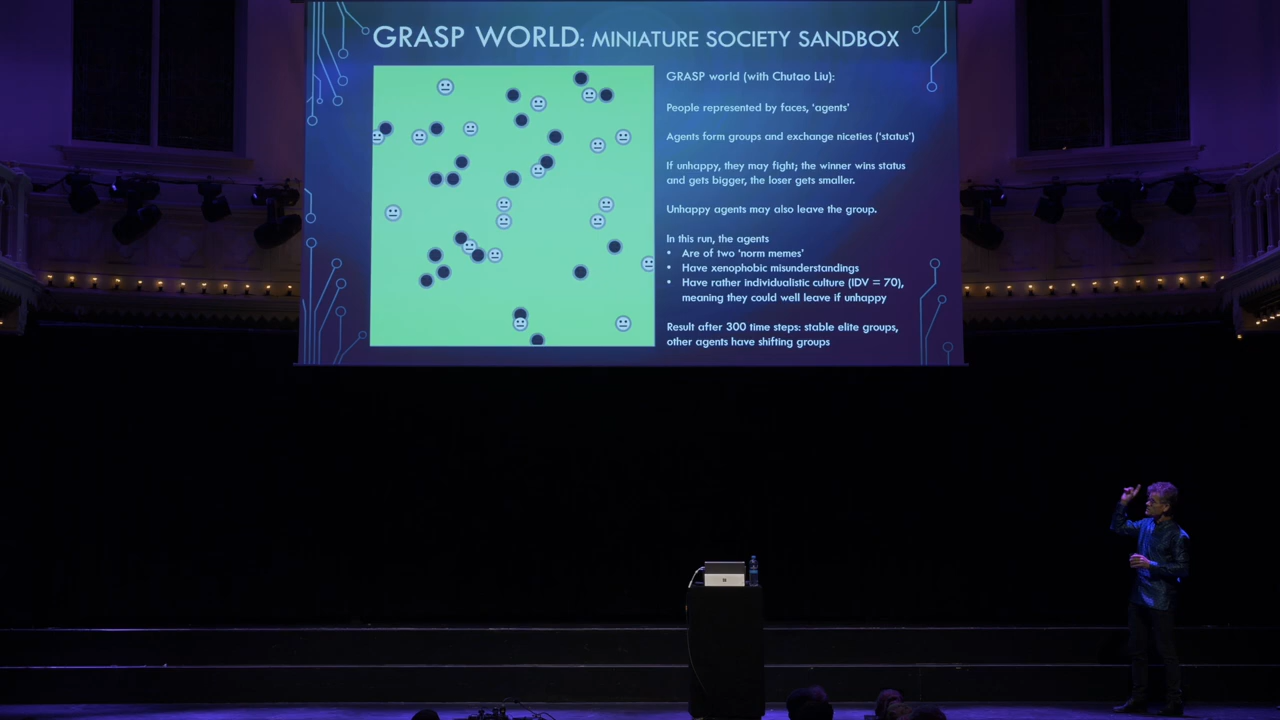 GRASP WORLD: MINIATURE SOCIETY SANDBOX
GRASP world (with Chutao Liu):
People represented by faces, 'agents'
Agents form groups and exchange niceties ('status')
If unhappy, they may fight; the winner wins status
and gets bigger, the loser gets smaller.
Unhappy agents may also leave the group.
In this run, the agents
• Are of two 'norm memes'
• Have xenophobic misunderstandings
• Have rather individualistic culture (IDV = 70),
meaning they could well leave if unhappy
Result after 300 time steps: stable elite groups,
other agents have shifting groups